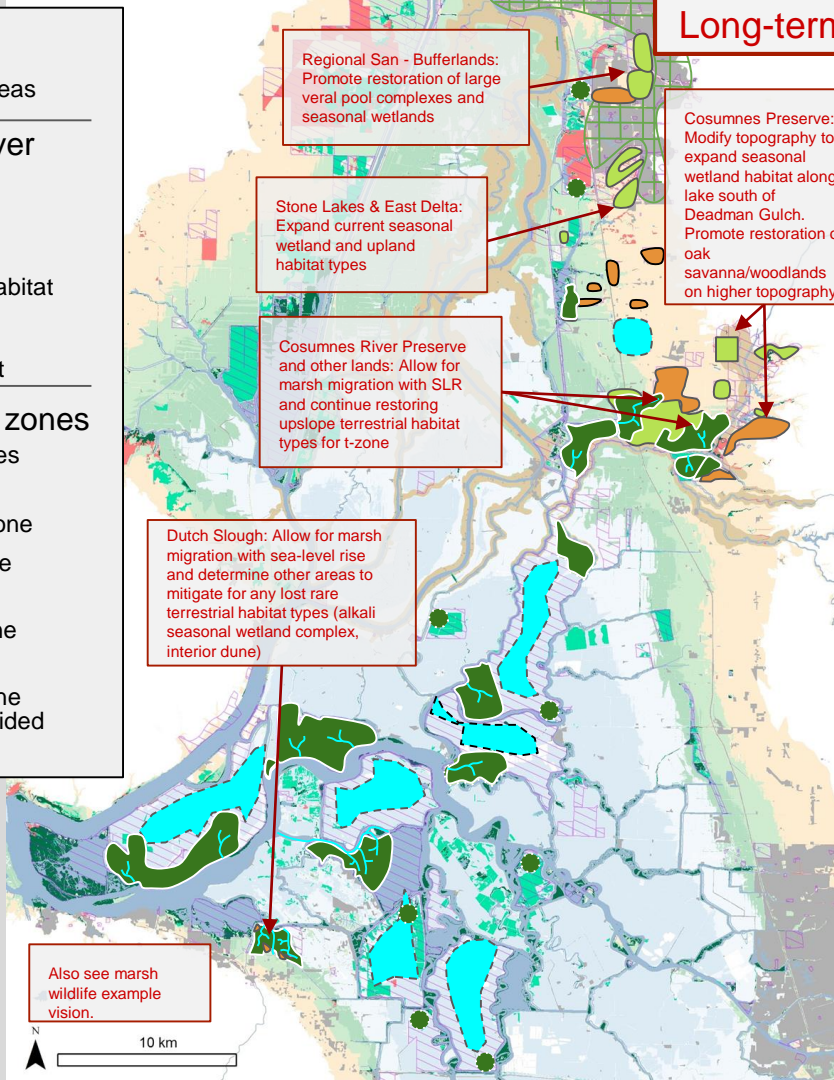 Long-term
eas
ver
abitat
t
zones
es
one
e
ne
ne
ided
Regional San - Bufferlands:
Promote restoration of large
veral pool complexes and
seasonal wetlands
Cosumnes Preserve:
Modify topography to
expand seasonal
wetland habitat along
lake south of
Deadman Gulch.
Promote restoration o
oak
savanna/woodlands
on higher topography
Stone Lakes & East Delta:
Expand current seasonal
wetland and upland
habitat types
Cosumnes River Preserve
and other lands: Allow for
marsh migration with SLR
and continue restoring
upslope terrestrial habitat
types for t-zone
Dutch Slough: Allow for marsh
migration with sea-level rise
and determine other areas to
mitigate for any lost rare
terrestrial habitat types (alkali
seasonal wetland complex,
interior dune)
Also see marsh
wildlife example
vision.
N
10 km